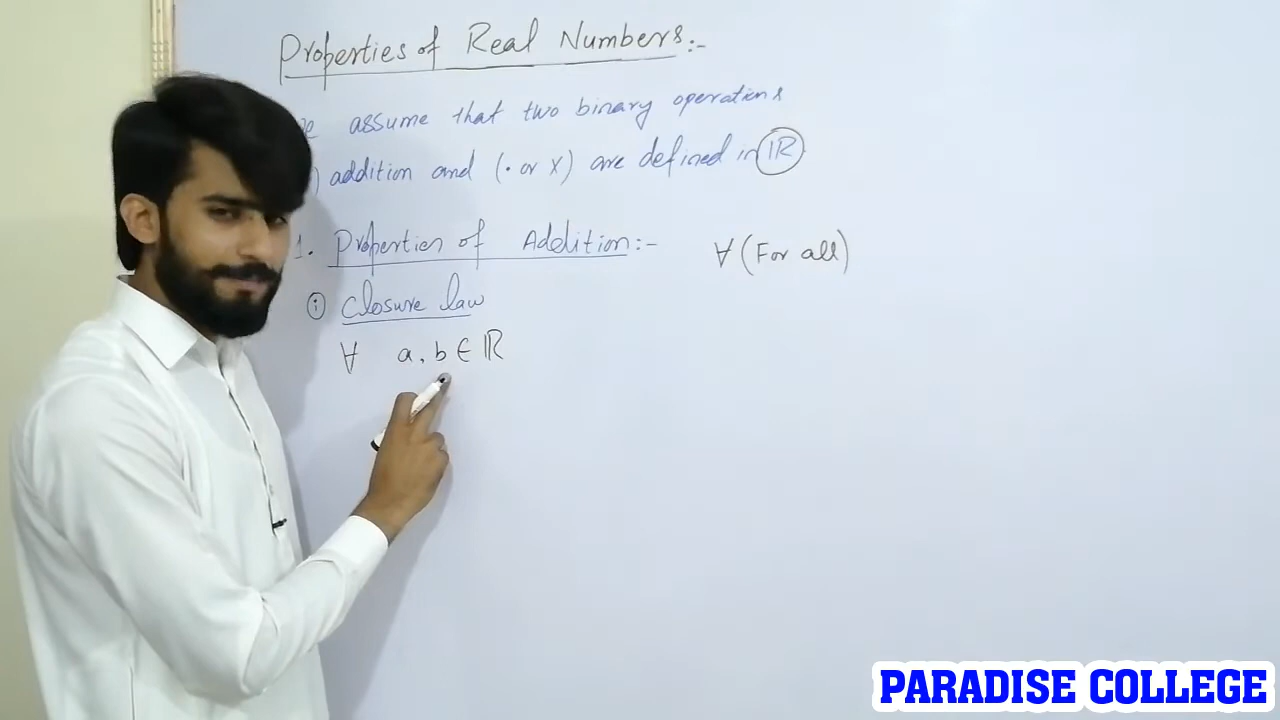 Properties of Real Numbers:-
assume that two binary operations
addition and (· or ×) are defined in ℝ
1. Properties of Addition:-
∀ (For all)
(i) Closure law
∀ a, b ∈ ℝ
PARADISE COLLEGE